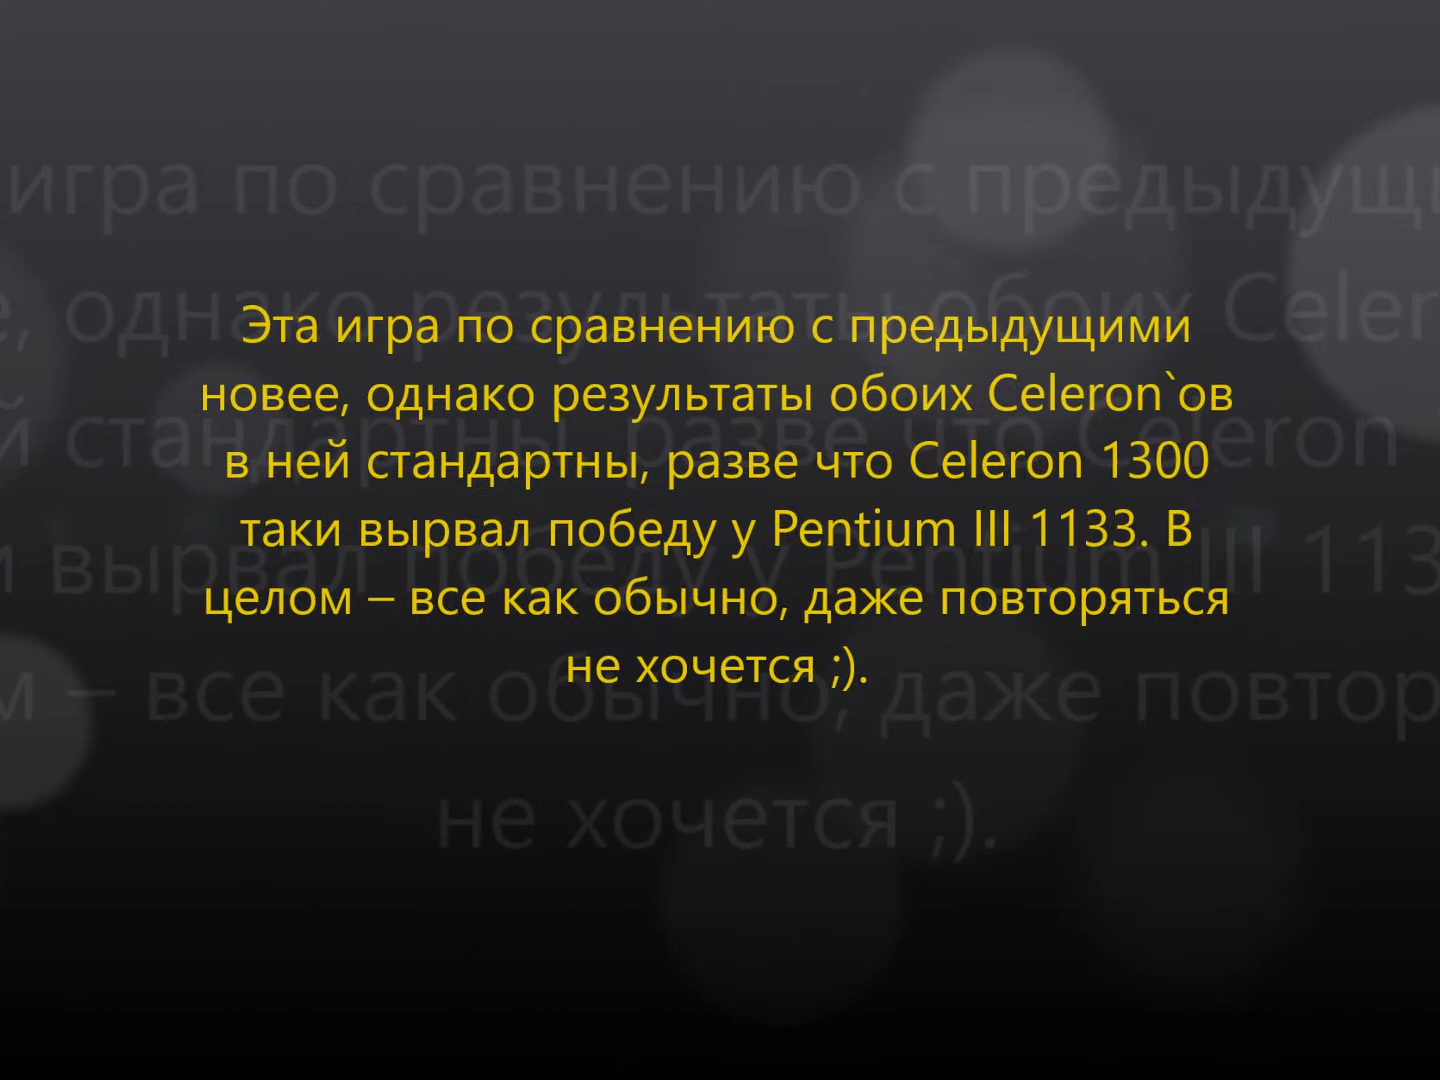 Эта игра по сравнению с предыдущими
новее, однако результаты обоих Celeron`ов
в ней стандартны, разве что Celeron 1300
таки вырвал победу у Pentium III 1133. В
целом – все как обычно, даже повторяться
не хочется ;).